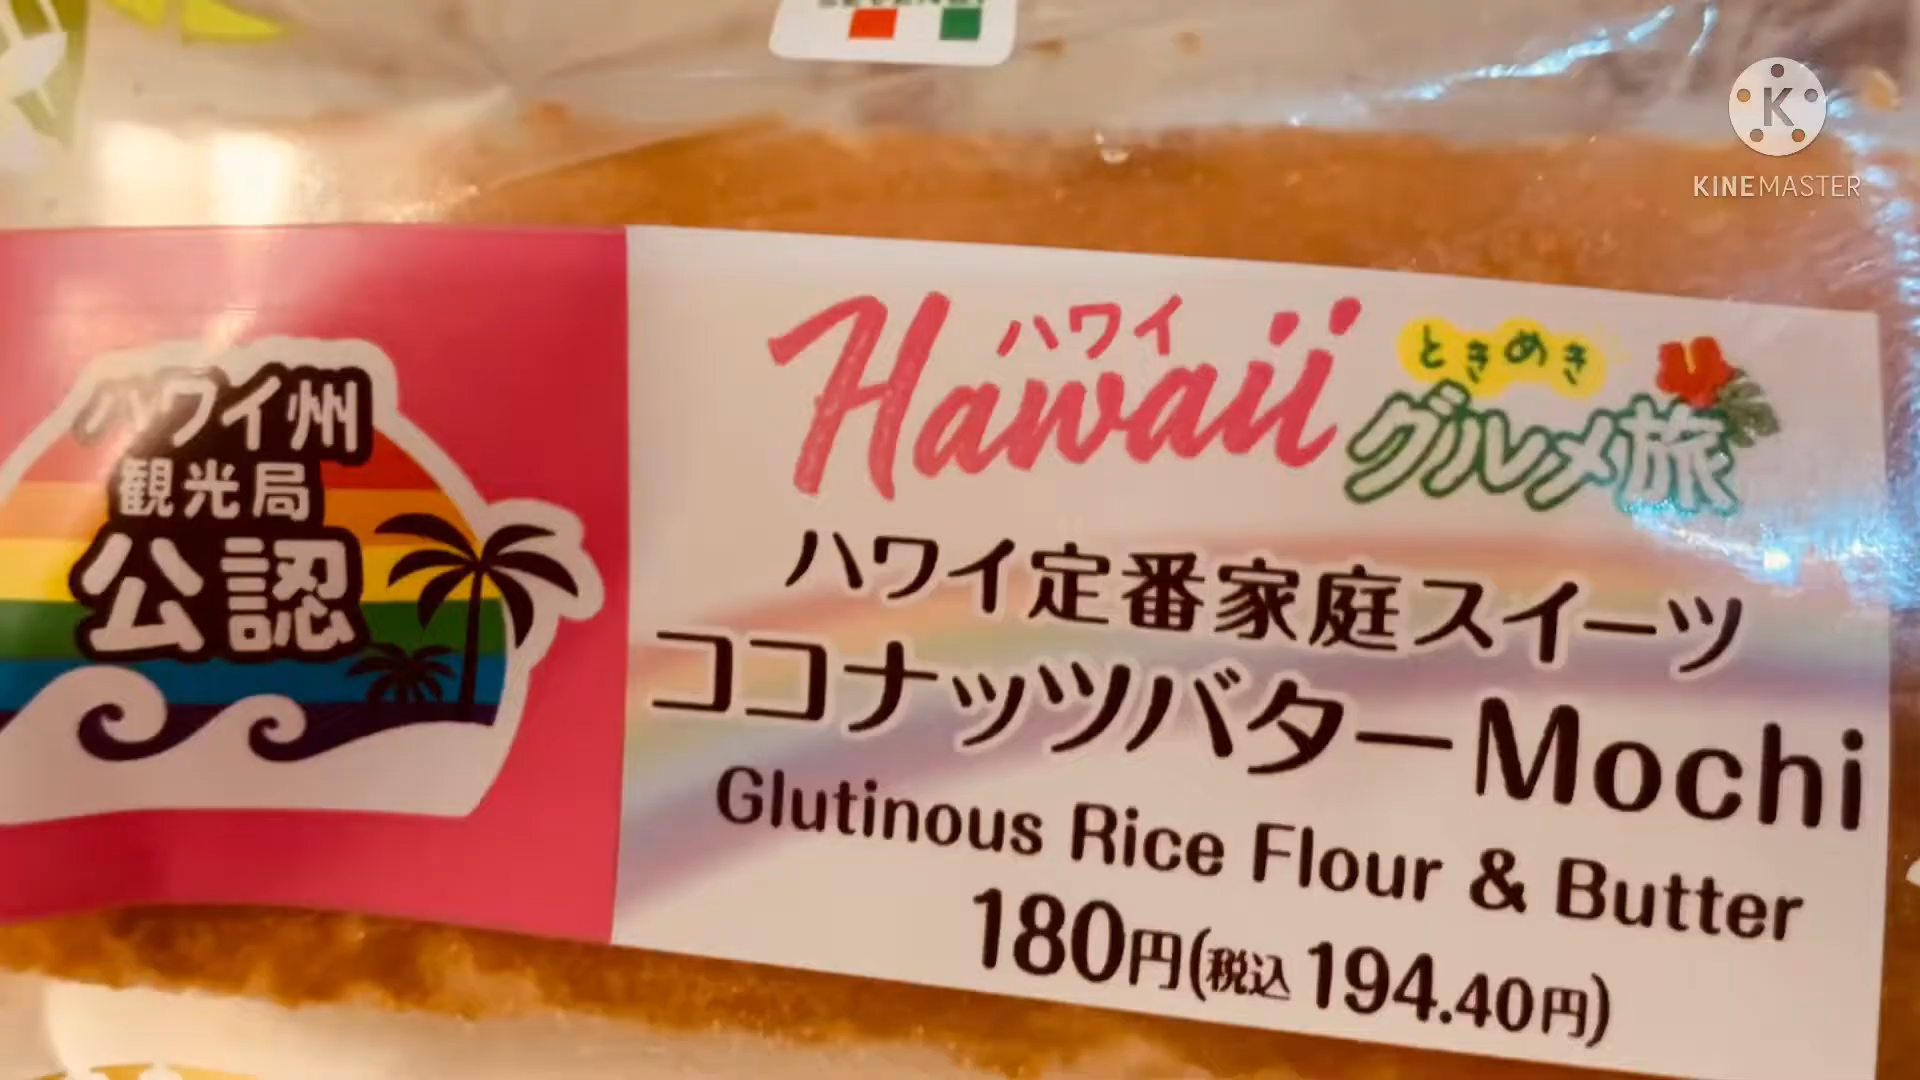 KINEMASTER
ハワイ州
観光局
公認
ハワイ
Hawaii
ときめき
グルメ旅
ハワイ定番家庭スイーツ
ココナッツバターMochi
Glutinous Rice Flour & Butter
180円(税込 194.40円)